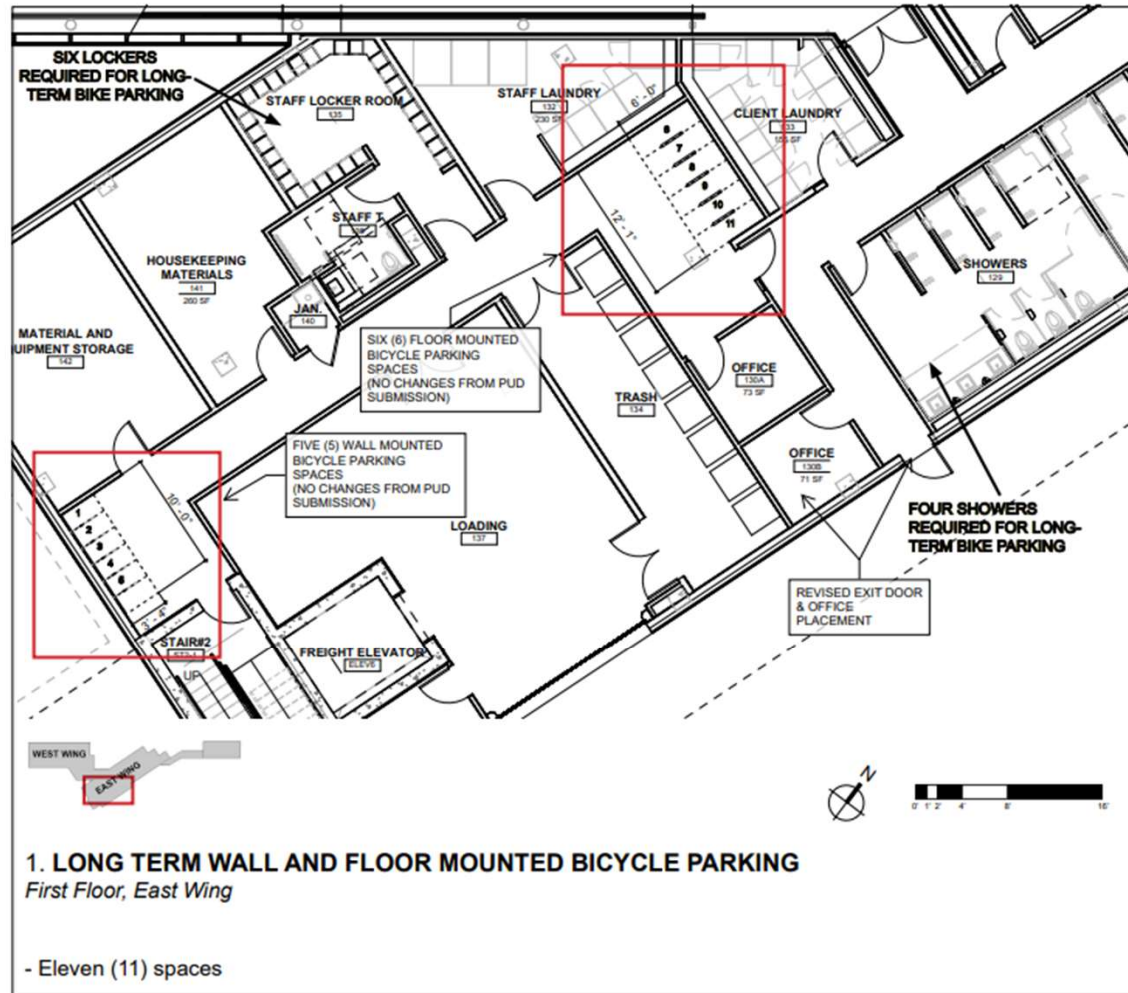 SIX LOCKERS
REQUIRED FOR LONG-
TERM BIKE PARKING
STAFF LOCKER ROOM
135
STAFF LAUNDRY
132
230 SF
6' - 0"
CLIENT LAUNDRY
133
6
7
8
9
10
11
12' - 1"
STAFF T.
HOUSEKEEPING
MATERIALS
141
260 SF
JAN.
140
MATERIAL AND
QUIPMENT STORAGE
142
SHOWERS
129
SIX (6) FLOOR MOUNTED
BICYCLE PARKING
SPACES
(NO CHANGES FROM PUD
SUBMISSION)
OFFICE
130A
73 SF
TRASH
134
FIVE (5) WALL MOUNTED
BICYCLE PARKING
SPACES
(NO CHANGES FROM PUD
SUBMISSION)
OFFICE
130B
71 SF
10' - 0"
1
2
3
4
5
3' - 4"
LOADING
137
FOUR SHOWERS
REQUIRED FOR LONG-
TERM BIKE PARKING
REVISED EXIT DOOR
& OFFICE
PLACEMENT
STAIR#2
ST2-1
UP
FREIGHT ELEVATOR
ELEV6
WEST WING
EAST WING
N
0' 1' 2' 4' 8' 16'
1. LONG TERM WALL AND FLOOR MOUNTED BICYCLE PARKING
First Floor, East Wing
- Eleven (11) spaces